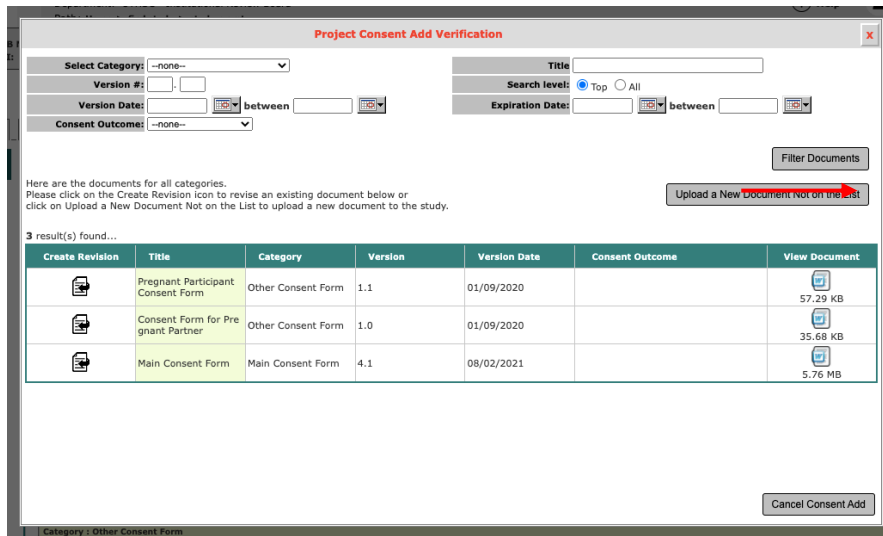 Project Consent Add Verification
x
Select Category: --none--
Title
Version #: .
Search level: Top All
Version Date: between
Expiration Date: between
Consent Outcome: --none--
Filter Documents
Here are the documents for all categories.
Please click on the Create Revision icon to revise an existing document below or
click on Upload a New Document Not on the List to upload a new document to the study.
Upload a New Document Not on the List
3 result(s) found...
Create Revision Title Category Version Version Date Consent Outcome View Document
Pregnant Participant
Consent Form
Other Consent Form 1.1 01/09/2020
57.29 KB
Consent Form for Pre
gnant Partner
Other Consent Form 1.0 01/09/2020
35.68 KB
Main Consent Form Main Consent Form 4.1 08/02/2021
5.76 MB
Cancel Consent Add
Category : Other Consent Form